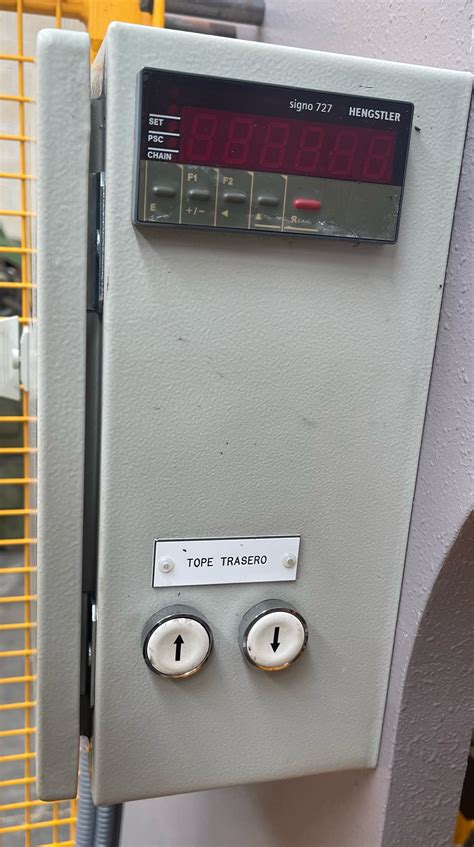 signo 727 HENGSTLER
SET
PSC
CHAIN
F1 F2
E +/- ◄ ▲
TOPE TRASERO
↑ ↓